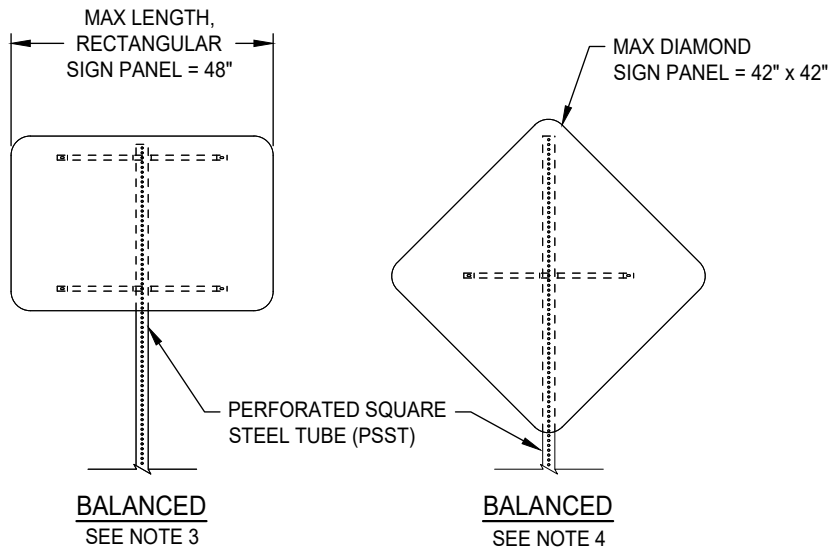 MAX LENGTH,
RECTANGULAR
SIGN PANEL = 48"
MAX DIAMOND
SIGN PANEL = 42" x 42"
PERFORATED SQUARE
STEEL TUBE (PSST)
BALANCED
SEE NOTE 3
BALANCED
SEE NOTE 4